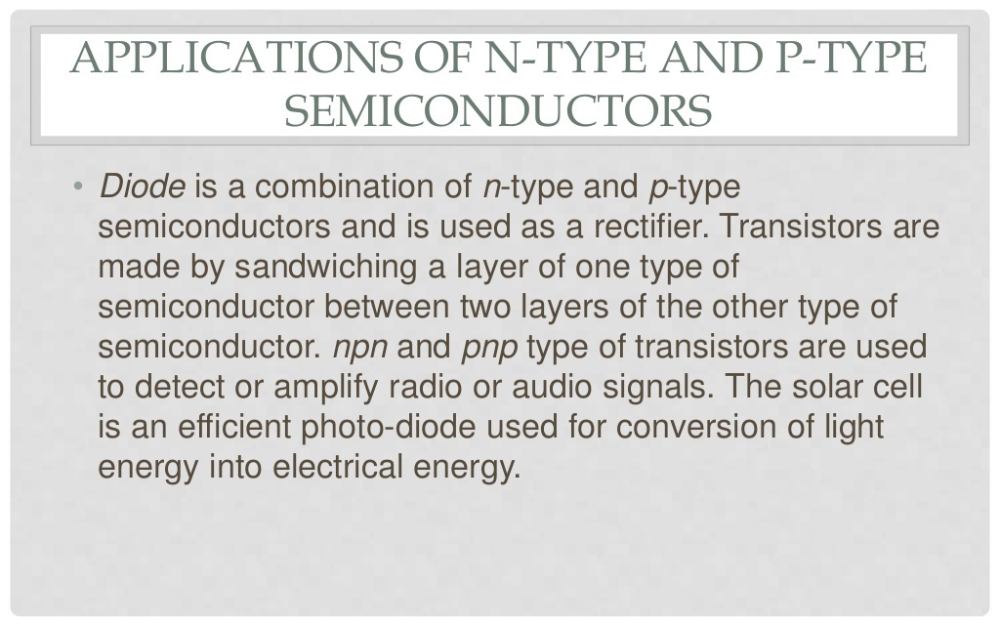 APPLICATIONS OF N-TYPE AND P-TYPE
SEMICONDUCTORS
• Diode is a combination of n-type and p-type
semiconductors and is used as a rectifier. Transistors are
made by sandwiching a layer of one type of
semiconductor between two layers of the other type of
semiconductor. npn and pnp type of transistors are used
to detect or amplify radio or audio signals. The solar cell
is an efficient photo-diode used for conversion of light
energy into electrical energy.